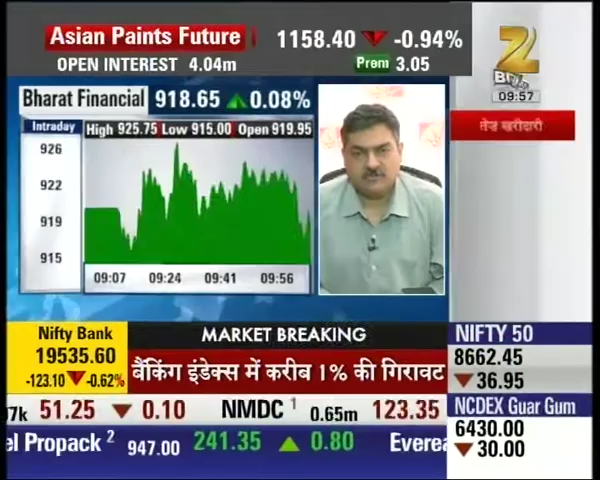 Asian Paints Future 1158.40 -0.94%
OPEN INTEREST 4.04m Prem 3.05
09:57
Bharat Financial 918.65 0.08%
तेज खरीदारी
Intraday High 925.75 Low 915.00 Open 919.95
926
922
919
915
09:07 09:24 09:41 09:56
Nifty Bank
19535.60
-123.10 -0.62%
MARKET BREAKING
बैंकिंग इंडेक्स में करीब 1% की गिरावट
NIFTY 50
8662.45
36.95
NCDEX Guar Gum
6430.00
30.00
7k 51.25 0.10 NMDC 1 0.65m 123.35
el Propack 2 947.00 241.35 0.80 Everea